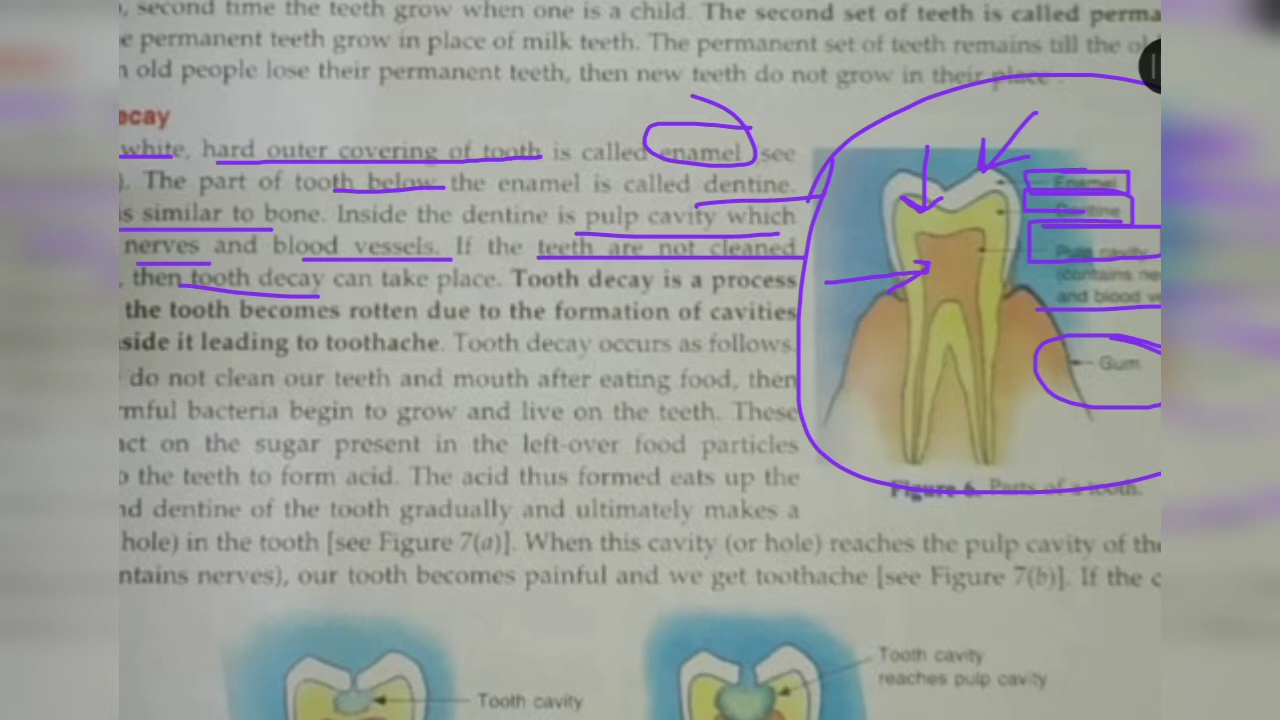 , second time the teeth grow when one is a child. The second set of teeth is called perma
e permanent teeth grow in place of milk teeth. The permanent set of teeth remains till the ol
n old people lose their permanent teeth, then new teeth do not grow in their place .
ecay
white, hard outer covering of tooth is called enamel (see
). The part of tooth below the enamel is called dentine.
is similar to bone. Inside the dentine is pulp cavity which
nerves and blood vessels. If the teeth are not cleaned
, then tooth decay can take place. Tooth decay is a process
the tooth becomes rotten due to the formation of cavities
side it leading to toothache. Tooth decay occurs as follows.
do not clean our teeth and mouth after eating food, then
rmful bacteria begin to grow and live on the teeth. These
act on the sugar present in the left-over food particles
o the teeth to form acid. The acid thus formed eats up the
nd dentine of the tooth gradually and ultimately makes a
hole) in the tooth [see Figure 7(a)]. When this cavity (or hole) reaches the pulp cavity of the
ntains nerves), our tooth becomes painful and we get toothache [see Figure 7(b)]. If the c
Enamel
Dentine
Pulp cavity
(contains ne
and blood ve
Gum
Figure 6. Parts of a tooth.
Tooth cavity
Tooth cavity
reaches pulp cavity